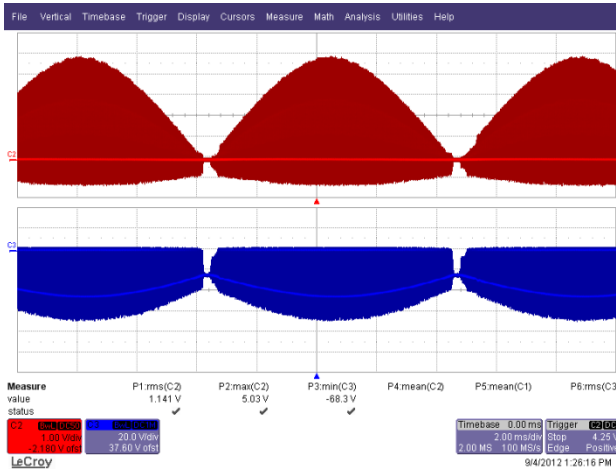 File Vertical Timebase Trigger Display Cursors Measure Math Analysis Utilities Help
C2
C3
Measure P1:rms(C2) P2:max(C2) P3:min(C3) P4:mean(C2) P5:mean(C1) P6:rms(C3
value 1.141 V 5.03 V -68.3 V
status ✔ ✔ ✔
C2 BwL DC50
1.00 V/div
-2.180 V ofst
20.0 V/div
37.60 V ofst
Timebase 0.00 ms
2.00 ms/div
2.00 MS 100 MS/s
Trigger C2 DC
Stop 4.25 V
Edge Positive
LeCroy
9/4/2012 1:26:16 PM